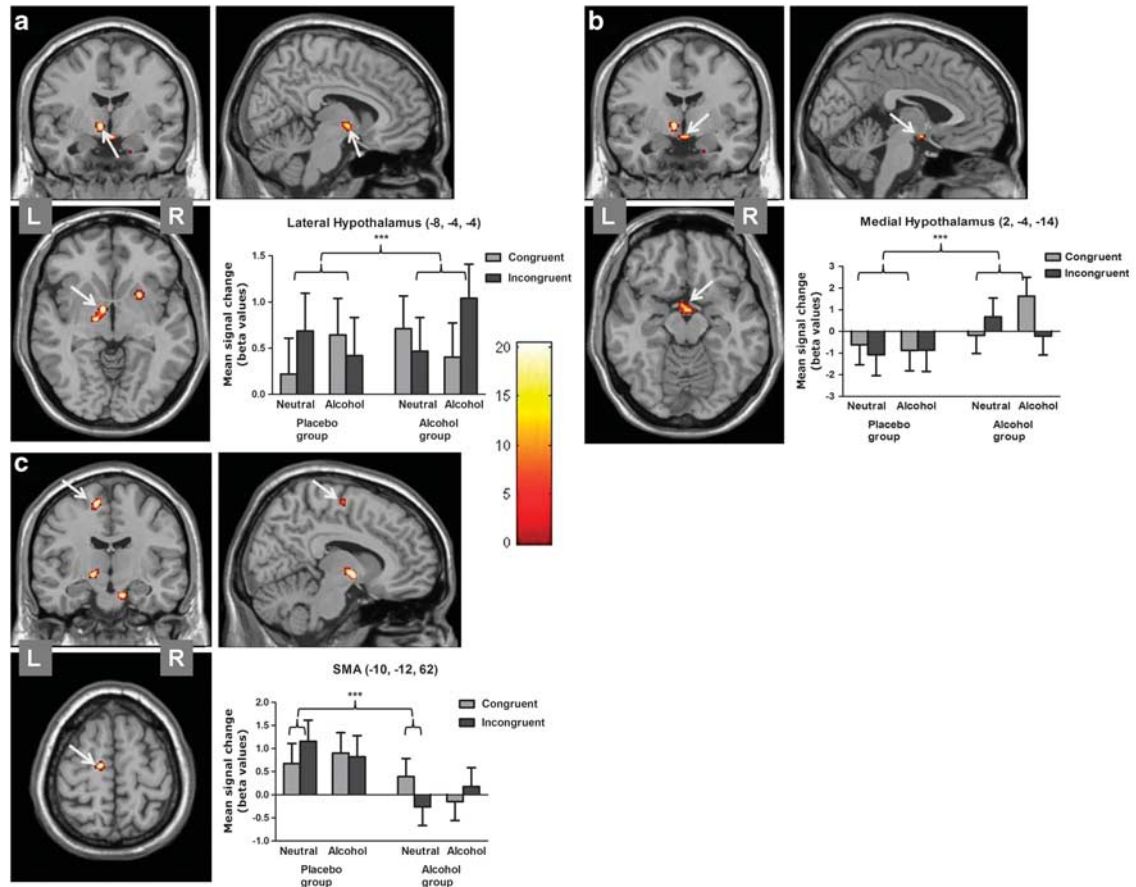 a
L R
Lateral Hypothalamus (-8, -4, -4)
***
Congruent
Incongruent
Mean signal change
(beta values)
1.5
1.0
0.5
0.0
Neutral Alcohol Neutral Alcohol
Placebo group
Alcohol group
20
15
10
5
0
b
L R
Medial Hypothalamus (2, -4, -14)
***
Congruent
Incongruent
Mean signal change
(beta values)
3
2
1
0
-1
-2
-3
Neutral Alcohol Neutral Alcohol
Placebo group
Alcohol group
c
L R
SMA (-10, -12, 62)
***
Congruent
Incongruent
Mean signal change
(beta values)
2.0
1.5
1.0
0.5
0.0
-0.5
-1.0
Neutral Alcohol Neutral Alcohol
Placebo group
Alcohol group